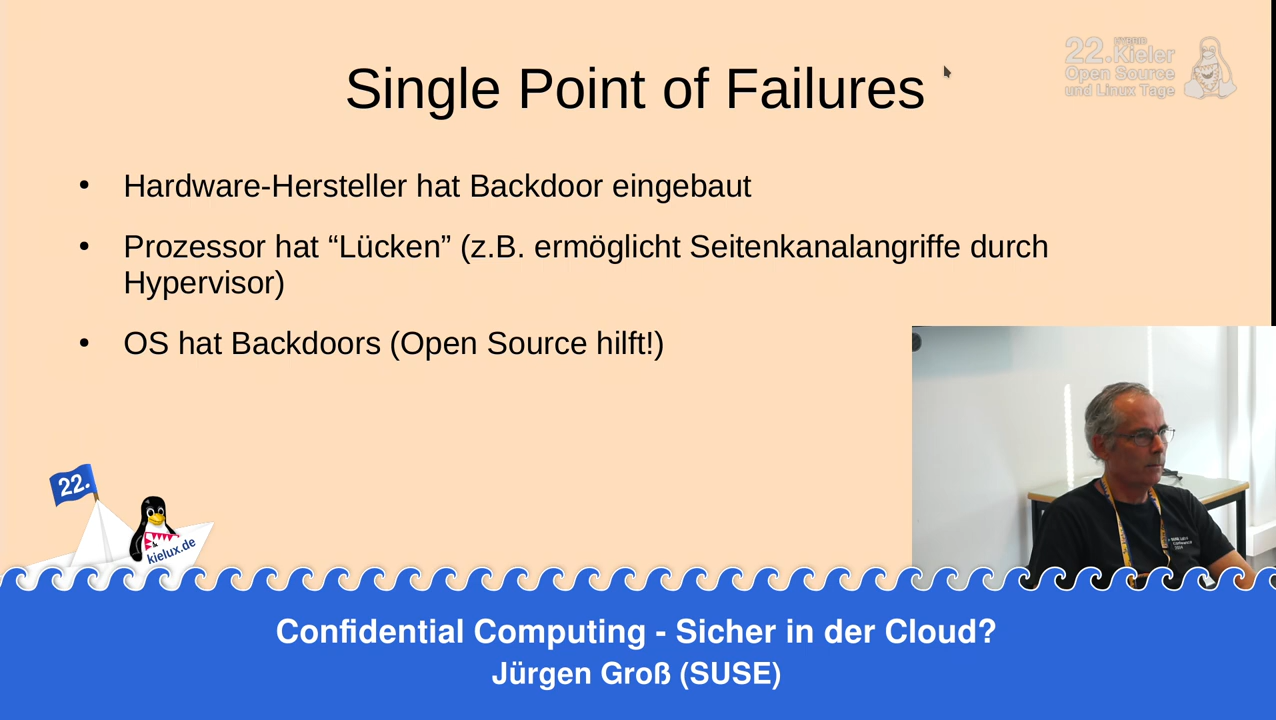 Single Point of Failures
22. HYBRID
Kieler
Open Source
und Linux Tage
• Hardware-Hersteller hat Backdoor eingebaut
• Prozessor hat “Lücken” (z.B. ermöglicht Seitenkanalangriffe durch
Hypervisor)
• OS hat Backdoors (Open Source hilft!)
22.
kielux.de
Confidential Computing - Sicher in der Cloud?
Jürgen Groß (SUSE)